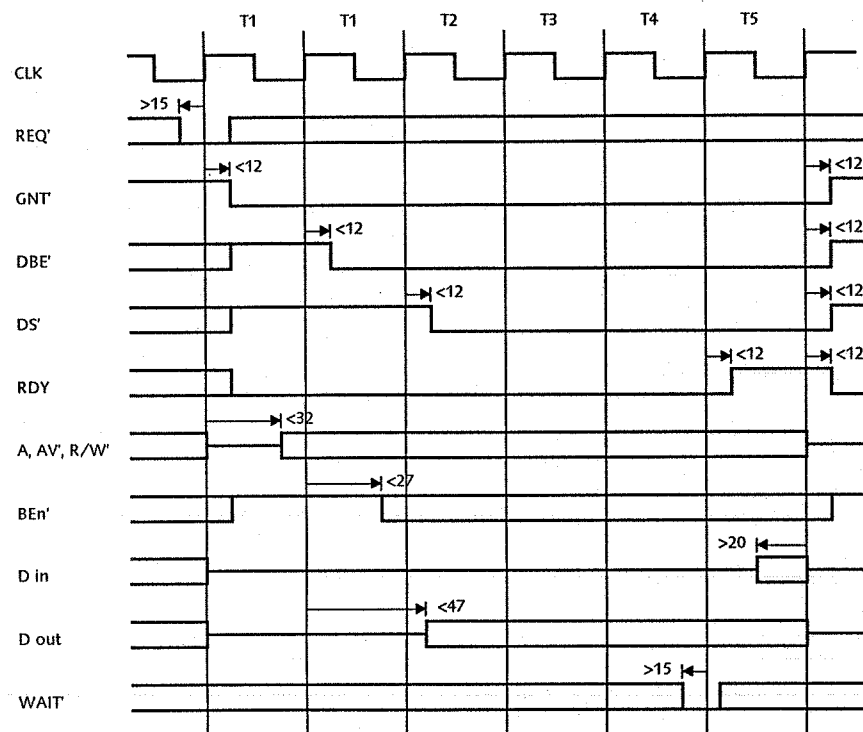 T1 T1 T2 T3 T4 T5
CLK
>15
REQ'
<12 <12
GNT'
<12 <12
DBE'
<12 <12
DS'
<12 <12
RDY
<32
A, AV', R/W'
<27
BEn'
>20
D in
<47
D out
>15
WAIT'